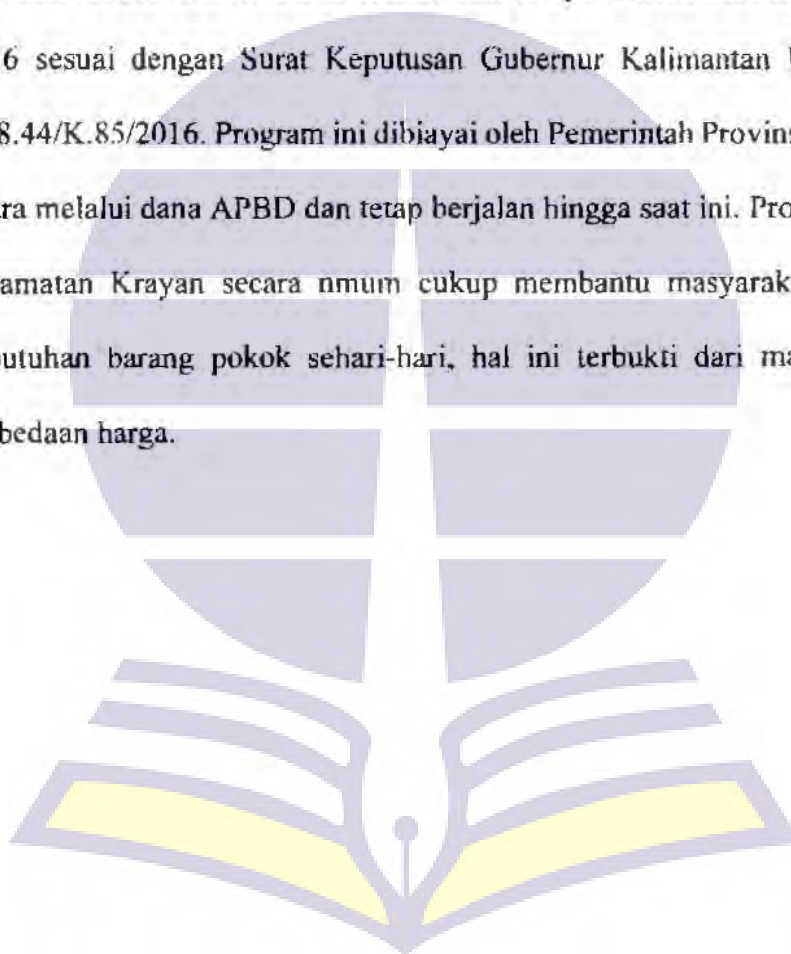 6 sesuai dengan Surat Keputusan Gubernur Kalimantan
8.44/K.85/2016. Program ini dibiayai oleh Pemerintah Provins
ra melalui dana APBD dan tetap berjalan hingga saat ini. Pro
amatan Krayan secara nmum cukup membantu masyarak
utuhan barang pokok sehari-hari, hal ini terbukti dari ma
bedaan harga.